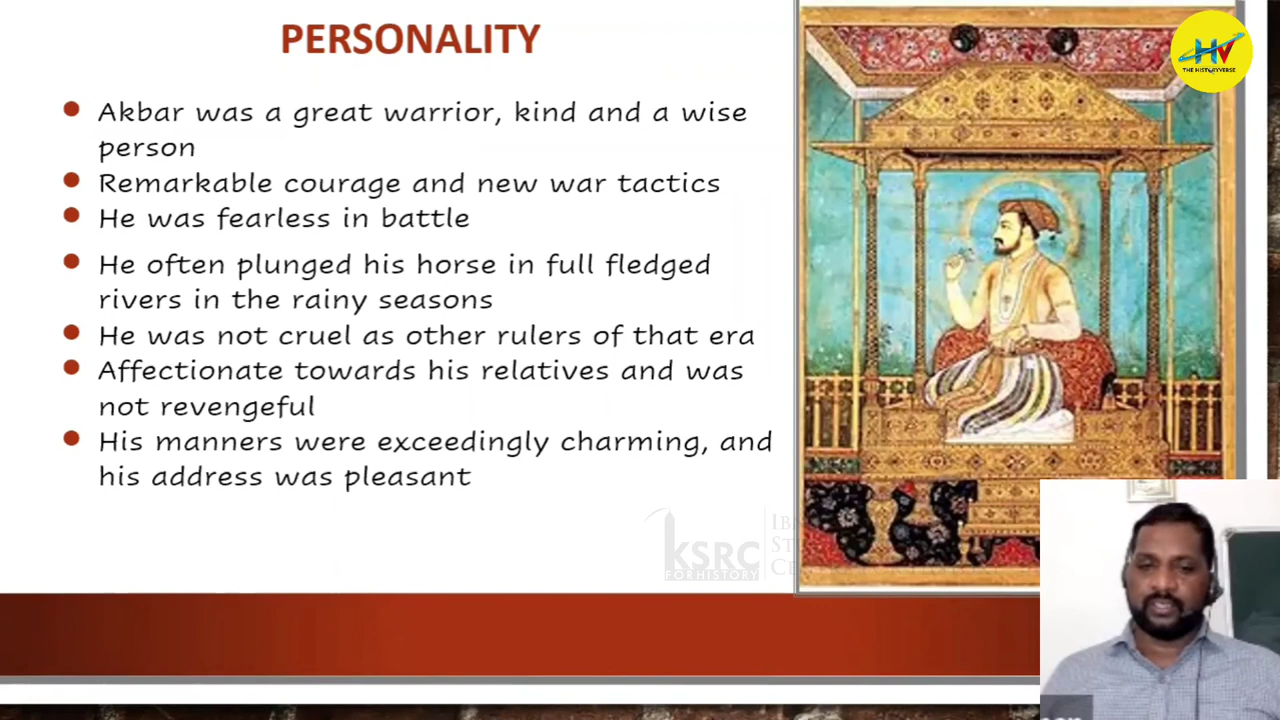 PERSONALITY
HV
THE HISTORYVERSE
Akbar was a great warrior, kind and a wise
person
Remarkable courage and new war tactics
He was fearless in battle
He often plunged his horse in full fledged
rivers in the rainy seasons
He was not cruel as other rulers of that era
Affectionate towards his relatives and was
not revengeful
His manners were exceedingly charming, and
his address was pleasant
KSRC
FOR HISTORY